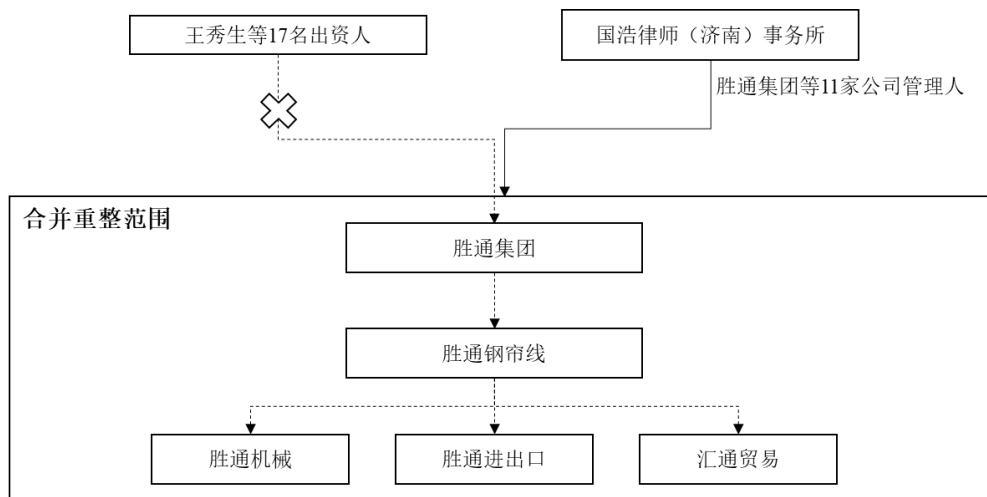 王秀生等17名出资人
国浩律师（济南）事务所
胜通集团等11家公司管理人
合并重整范围
胜通集团
胜通钢帘线
胜通机械
胜通进出口
汇通贸易